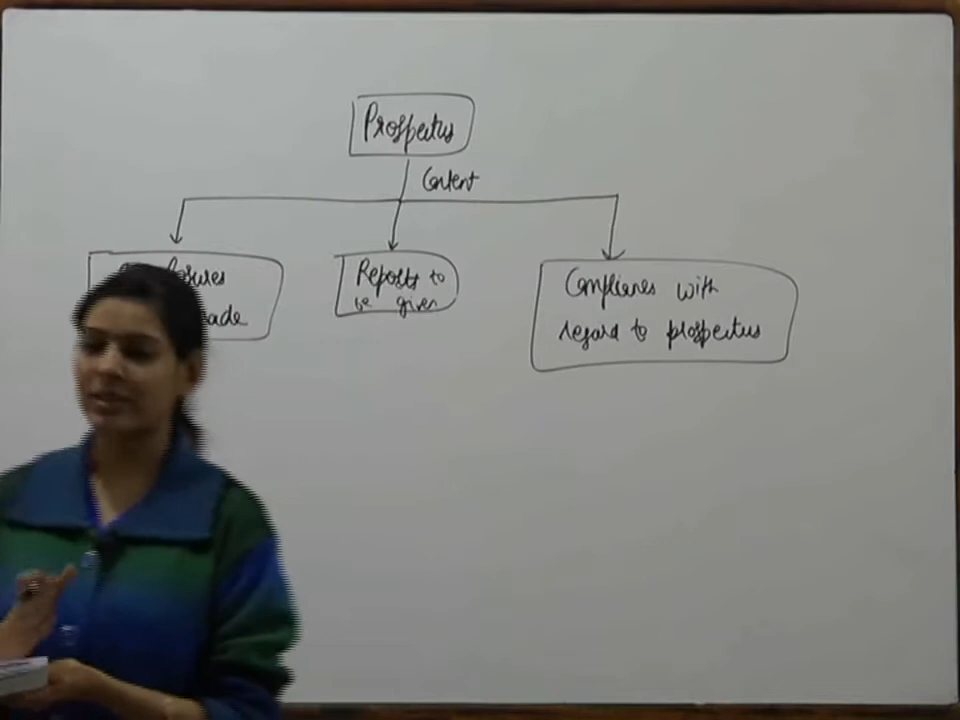 Prospectus
Content
Reports to
be given
Compliances with
regard to prospectus